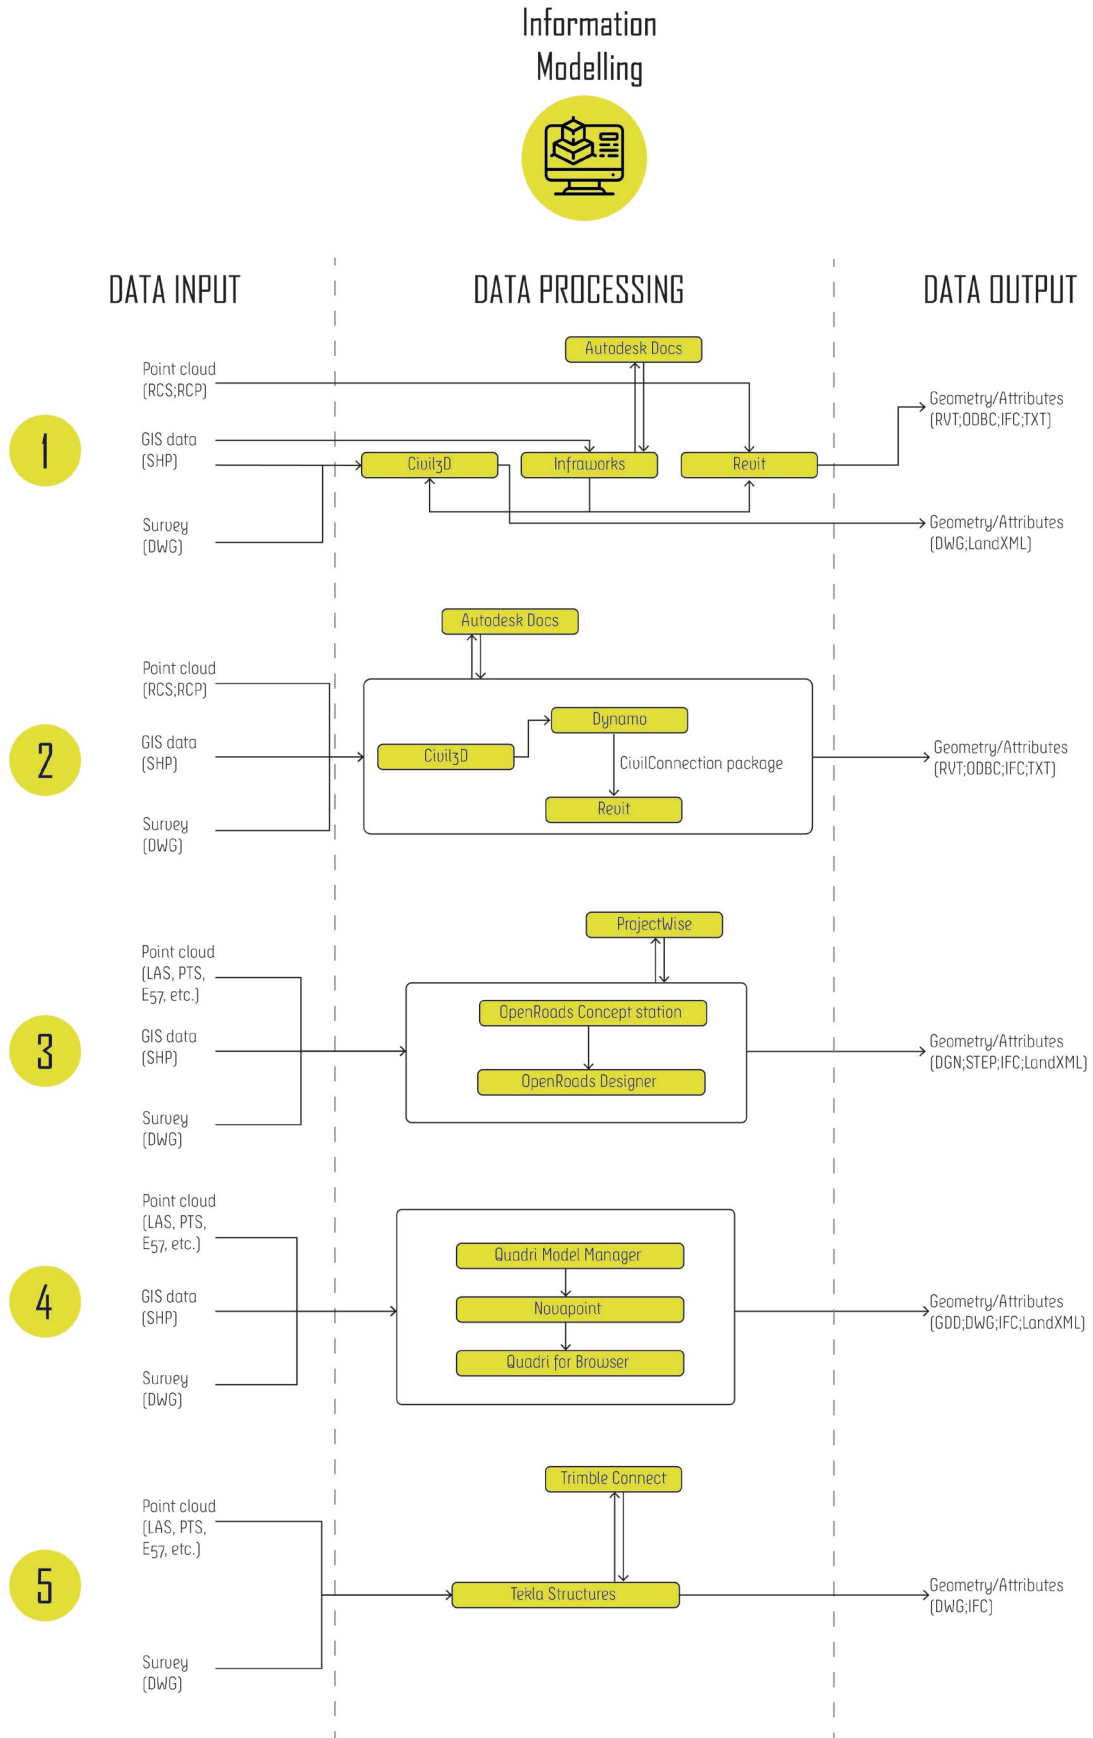 Information
Modelling
DATA INPUT
DATA PROCESSING
DATA OUTPUT
1
Point cloud
(RCS;RCP)
GIS data
(SHP)
Survey
(DWG)
Autodesk Docs
Civil3D
Infraworks
Revit
Geometry/Attributes
(RVT;ODBC;IFC;TXT)
Geometry/Attributes
(DWG;LandXML)
2
Point cloud
(RCS;RCP)
GIS data
(SHP)
Survey
(DWG)
Autodesk Docs
Dynamo
Civil3D
CivilConnection package
Revit
Geometry/Attributes
(RVT;ODBC;IFC;TXT)
3
Point cloud
(LAS, PTS,
E57, etc.)
GIS data
(SHP)
Survey
(DWG)
ProjectWise
OpenRoads Concept station
OpenRoads Designer
Geometry/Attributes
(DGN;STEP;IFC;LandXML)
4
Point cloud
(LAS, PTS,
E57, etc.)
GIS data
(SHP)
Survey
(DWG)
Quadri Model Manager
Novapoint
Quadri for Browser
Geometry/Attributes
(GDD;DWG;IFC;LandXML)
5
Point cloud
(LAS, PTS,
E57, etc.)
Survey
(DWG)
Trimble Connect
Tekla Structures
Geometry/Attributes
(DWG;IFC)